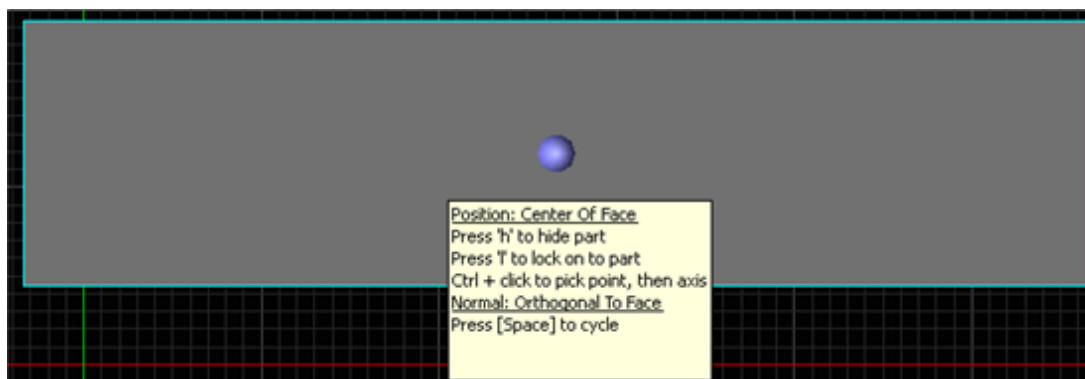 Position: Center Of Face
Press 'h' to hide part
Press 'l' to lock on to part
Ctrl + click to pick point, then axis
Normal: Orthogonal To Face
Press [Space] to cycle